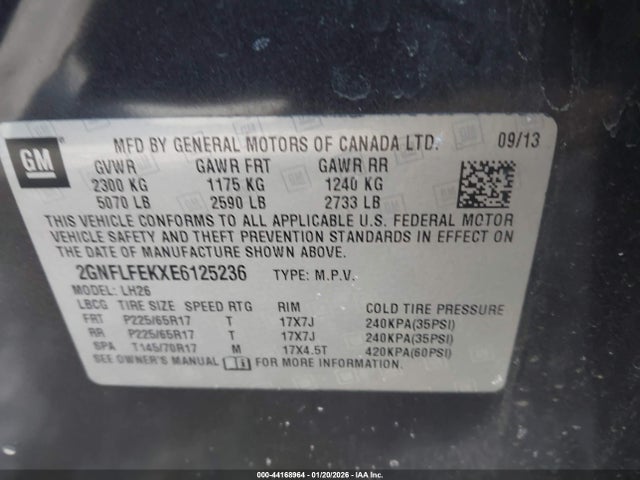 GM
MFD BY GENERAL MOTORS OF CANADA LTD. 09/13
GVWR GAWR FRT GAWR RR
2300 KG 1175 KG 1240 KG
5070 LB 2590 LB 2733 LB
THIS VEHICLE CONFORMS TO ALL APPLICABLE U.S. FEDERAL MOTOR
VEHICLE SAFETY AND THEFT PREVENTION STANDARDS IN EFFECT ON
THE DATE OF MANUFACTURE SHOWN ABOVE.
2GNFLFEKXE6125236 TYPE: M.P.V.
MODEL: LH26
LBCG TIRE SIZE SPEED RTG RIM COLD TIRE PRESSURE
FRT P225/65R17 T 17X7J 240KPA(35PSI)
RR P225/65R17 T 17X7J 240KPA(35PSI)
SPA T145/70R17 M 17X4.5T 420KPA(60PSI)
SEE OWNER'S MANUAL FOR MORE INFORMATION.
000-44168964 | 01/20/2026 - IAA Inc.